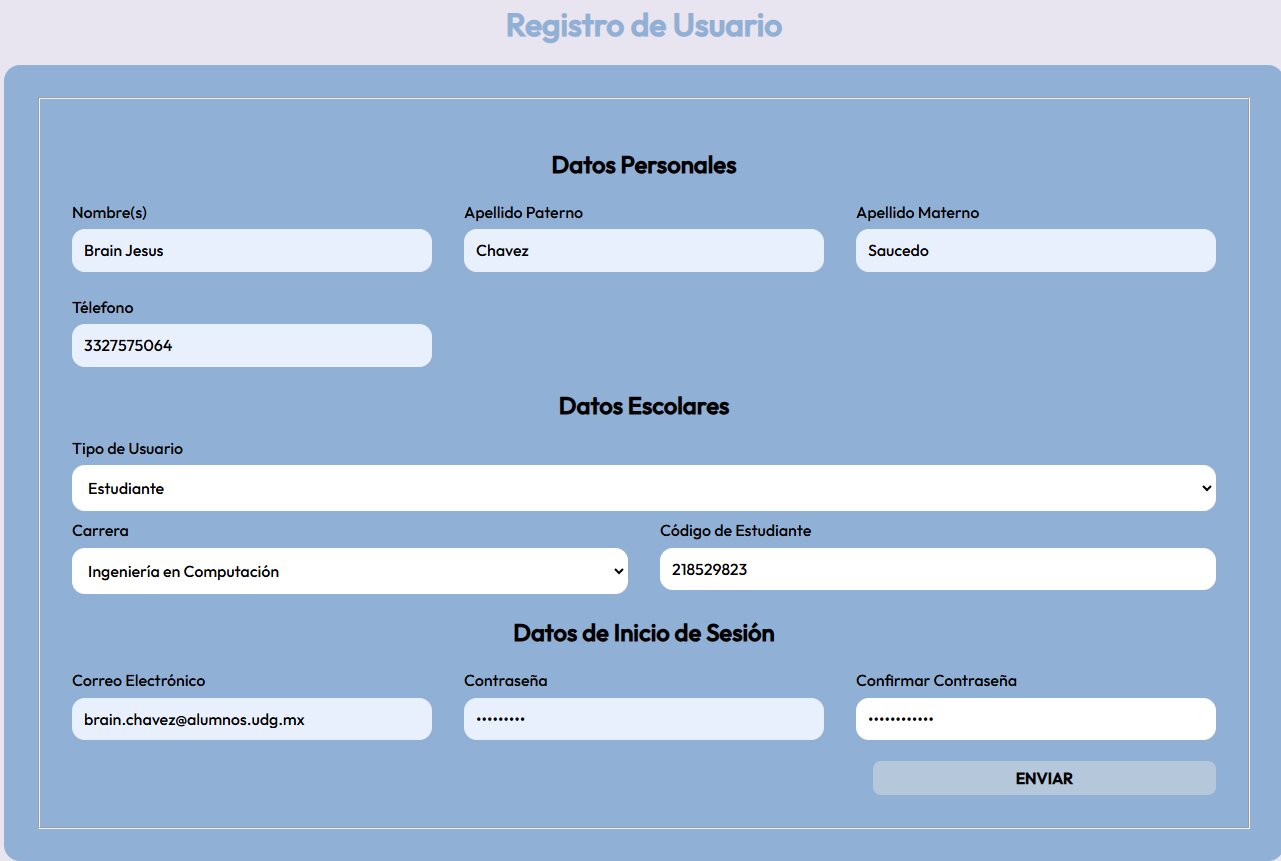 Registro de Usuario
Datos Personales
Nombre(s) Apellido Paterno Apellido Materno
Brain Jesus Chavez Saucedo
Télefono
3327575064
Datos Escolares
Tipo de Usuario
Estudiante
Carrera Código de Estudiante
Ingeniería en Computación 218529823
Datos de Inicio de Sesión
Correo Electrónico Contraseña Confirmar Contraseña
brain.chavez@alumnos.udg.mx ••••••••• ••••••••••••
ENVIAR